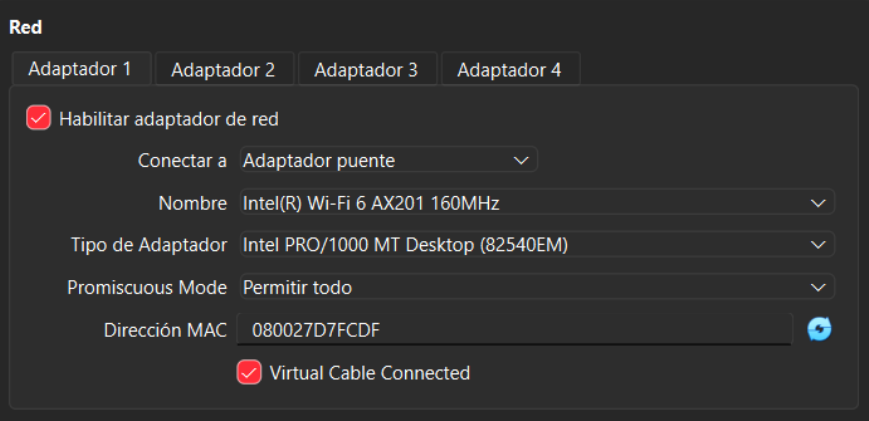 Red
Adaptador 1 Adaptador 2 Adaptador 3 Adaptador 4
Habilitar adaptador de red
Conectar a Adaptador puente
Nombre Intel(R) Wi-Fi 6 AX201 160MHz
Tipo de Adaptador Intel PRO/1000 MT Desktop (82540EM)
Promiscuous Mode Permitir todo
Dirección MAC 080027D7FCDF
Virtual Cable Connected